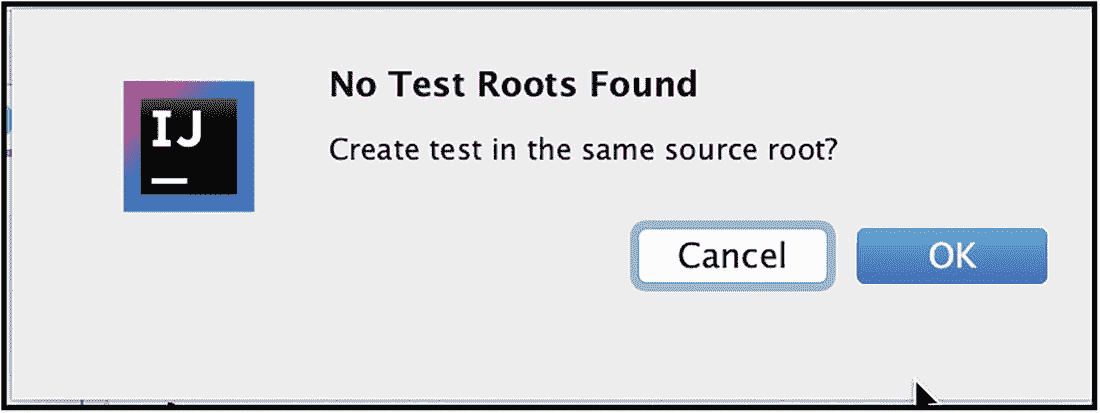 IJ
No Test Roots Found
Create test in the same source root?
Cancel
OK